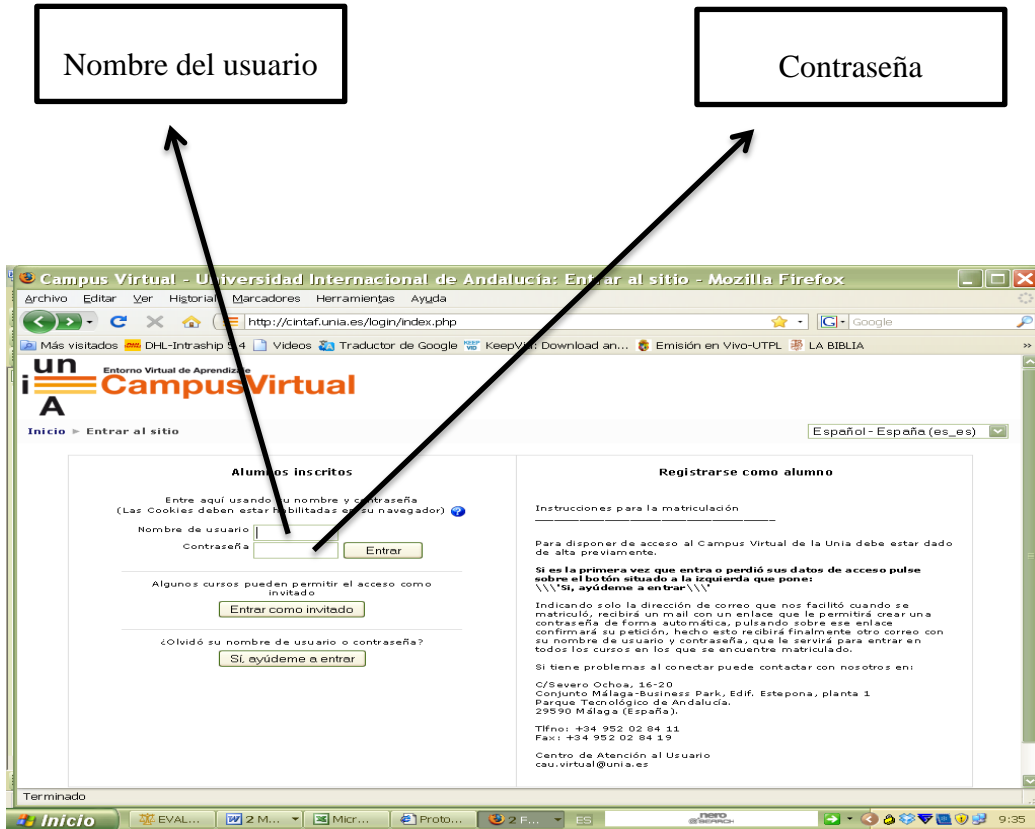 Nombre del usuario
Contraseña
Campus Virtual - Universidad Internacional de Andalucía: Entrar al sitio - Mozilla Firefox
Archivo Editar Ver Historial Marcadores Herramientas Ayuda
http://cintaf.unia.es/login/index.php
Google
Más visitados DHL-Intraship 5.4 Videos Traductor de Google KeepVid: Download an... Emisión en Vivo-UTPL LA BIBLIA
un
i
A
Entorno Virtual de Aprendizaje
CampusVirtual
Inicio ► Entrar al sitio
Español - España (es_es)
Alumnos inscritos
Entre aquí usando su nombre y contraseña
(Las Cookies deben estar habilitadas en su navegador)
Nombre de usuario
Contraseña
Entrar
Algunos cursos pueden permitir el acceso como
invitado
Entrar como invitado
¿Olvidó su nombre de usuario o contraseña?
Sí, ayúdeme a entrar
Registrarse como alumno
Instrucciones para la matriculación
Para disponer de acceso al Campus Virtual de la Unia debe estar dado
de alta previamente.
Si es la primera vez que entra o perdió sus datos de acceso pulse
sobre el botón situado a la izquierda que pone:
\\\"Si, ayúdeme a entrar\\\"
Indicando solo la dirección de correo que nos facilitó cuando se
matriculó, recibirá un mail con un enlace que le permitirá crear una
contraseña de forma automática, pulsando sobre ese enlace
confirmará su petición, hecho esto recibirá finalmente otro correo con
su nombre de usuario y contraseña, que le servirá para entrar en
todos los cursos en los que se encuentre matriculado.
Si tiene problemas al conectar puede contactar con nosotros en:
C/Severo Ochoa, 16-20
Conjunto Málaga-Business Park, Edif. Estepona, planta 1
Parque Tecnológico de Andalucía.
29590 Málaga (España).
Tlfno: +34 952 02 84 11
Fax: +34 952 02 84 19
Centro de Atención al Usuario
cau.virtual@unia.es
Terminado
Inicio EVAL... 2 M... Micr... Proto... 2 F... ES nero SEARCH 9:35